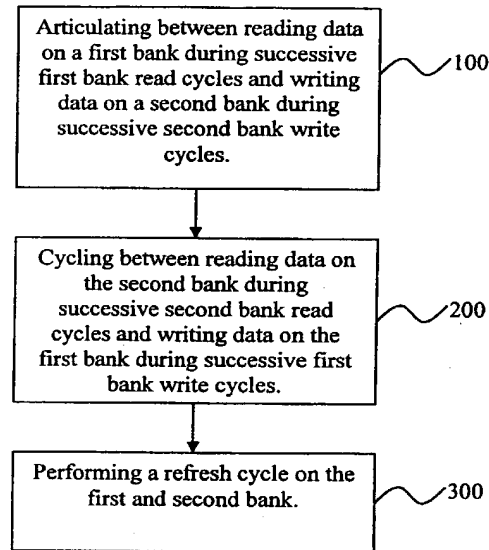 Articulating between reading data
on a first bank during successive
first bank read cycles and writing
data on a second bank during
successive second bank write
cycles.
100
Cycling between reading data on
the second bank during
successive second bank read
cycles and writing data on the
first bank during successive first
bank write cycles.
200
Performing a refresh cycle on the
first and second bank.
300